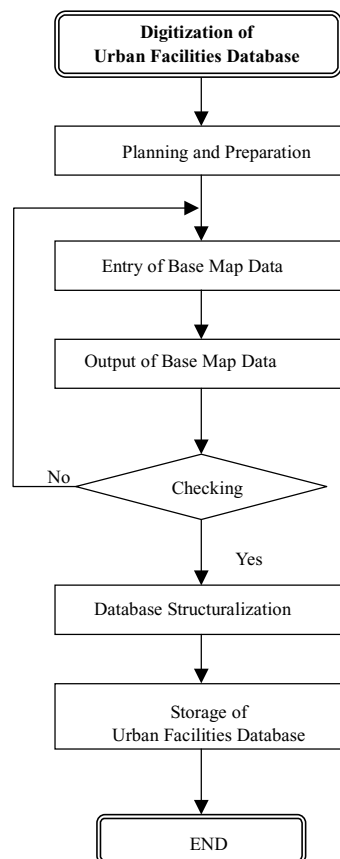 Digitization of
Urban Facilities Database
Planning and Preparation
Entry of Base Map Data
Output of Base Map Data
No
Checking
Yes
Database Structuralization
Storage of
Urban Facilities Database
END